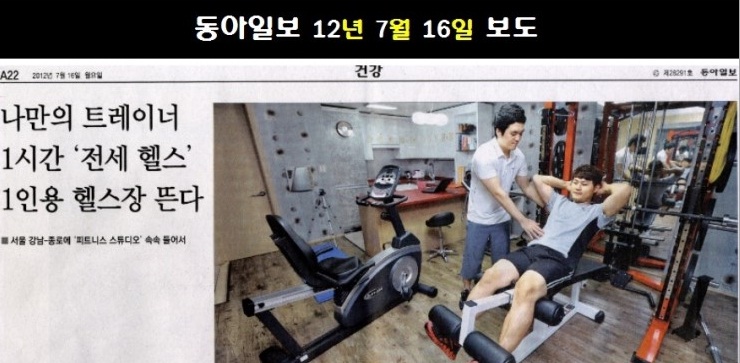 동아일보 12년 7월 16일 보도
A22 2012년 7월 16일 월요일
건강
제28291호 동아일보
나만의 트레이너
1시간 ‘전세 헬스’
1인용 헬스장 뜬다
■ 서울 강남-종로에 ‘피트니스 스튜디오’ 속속 들어서